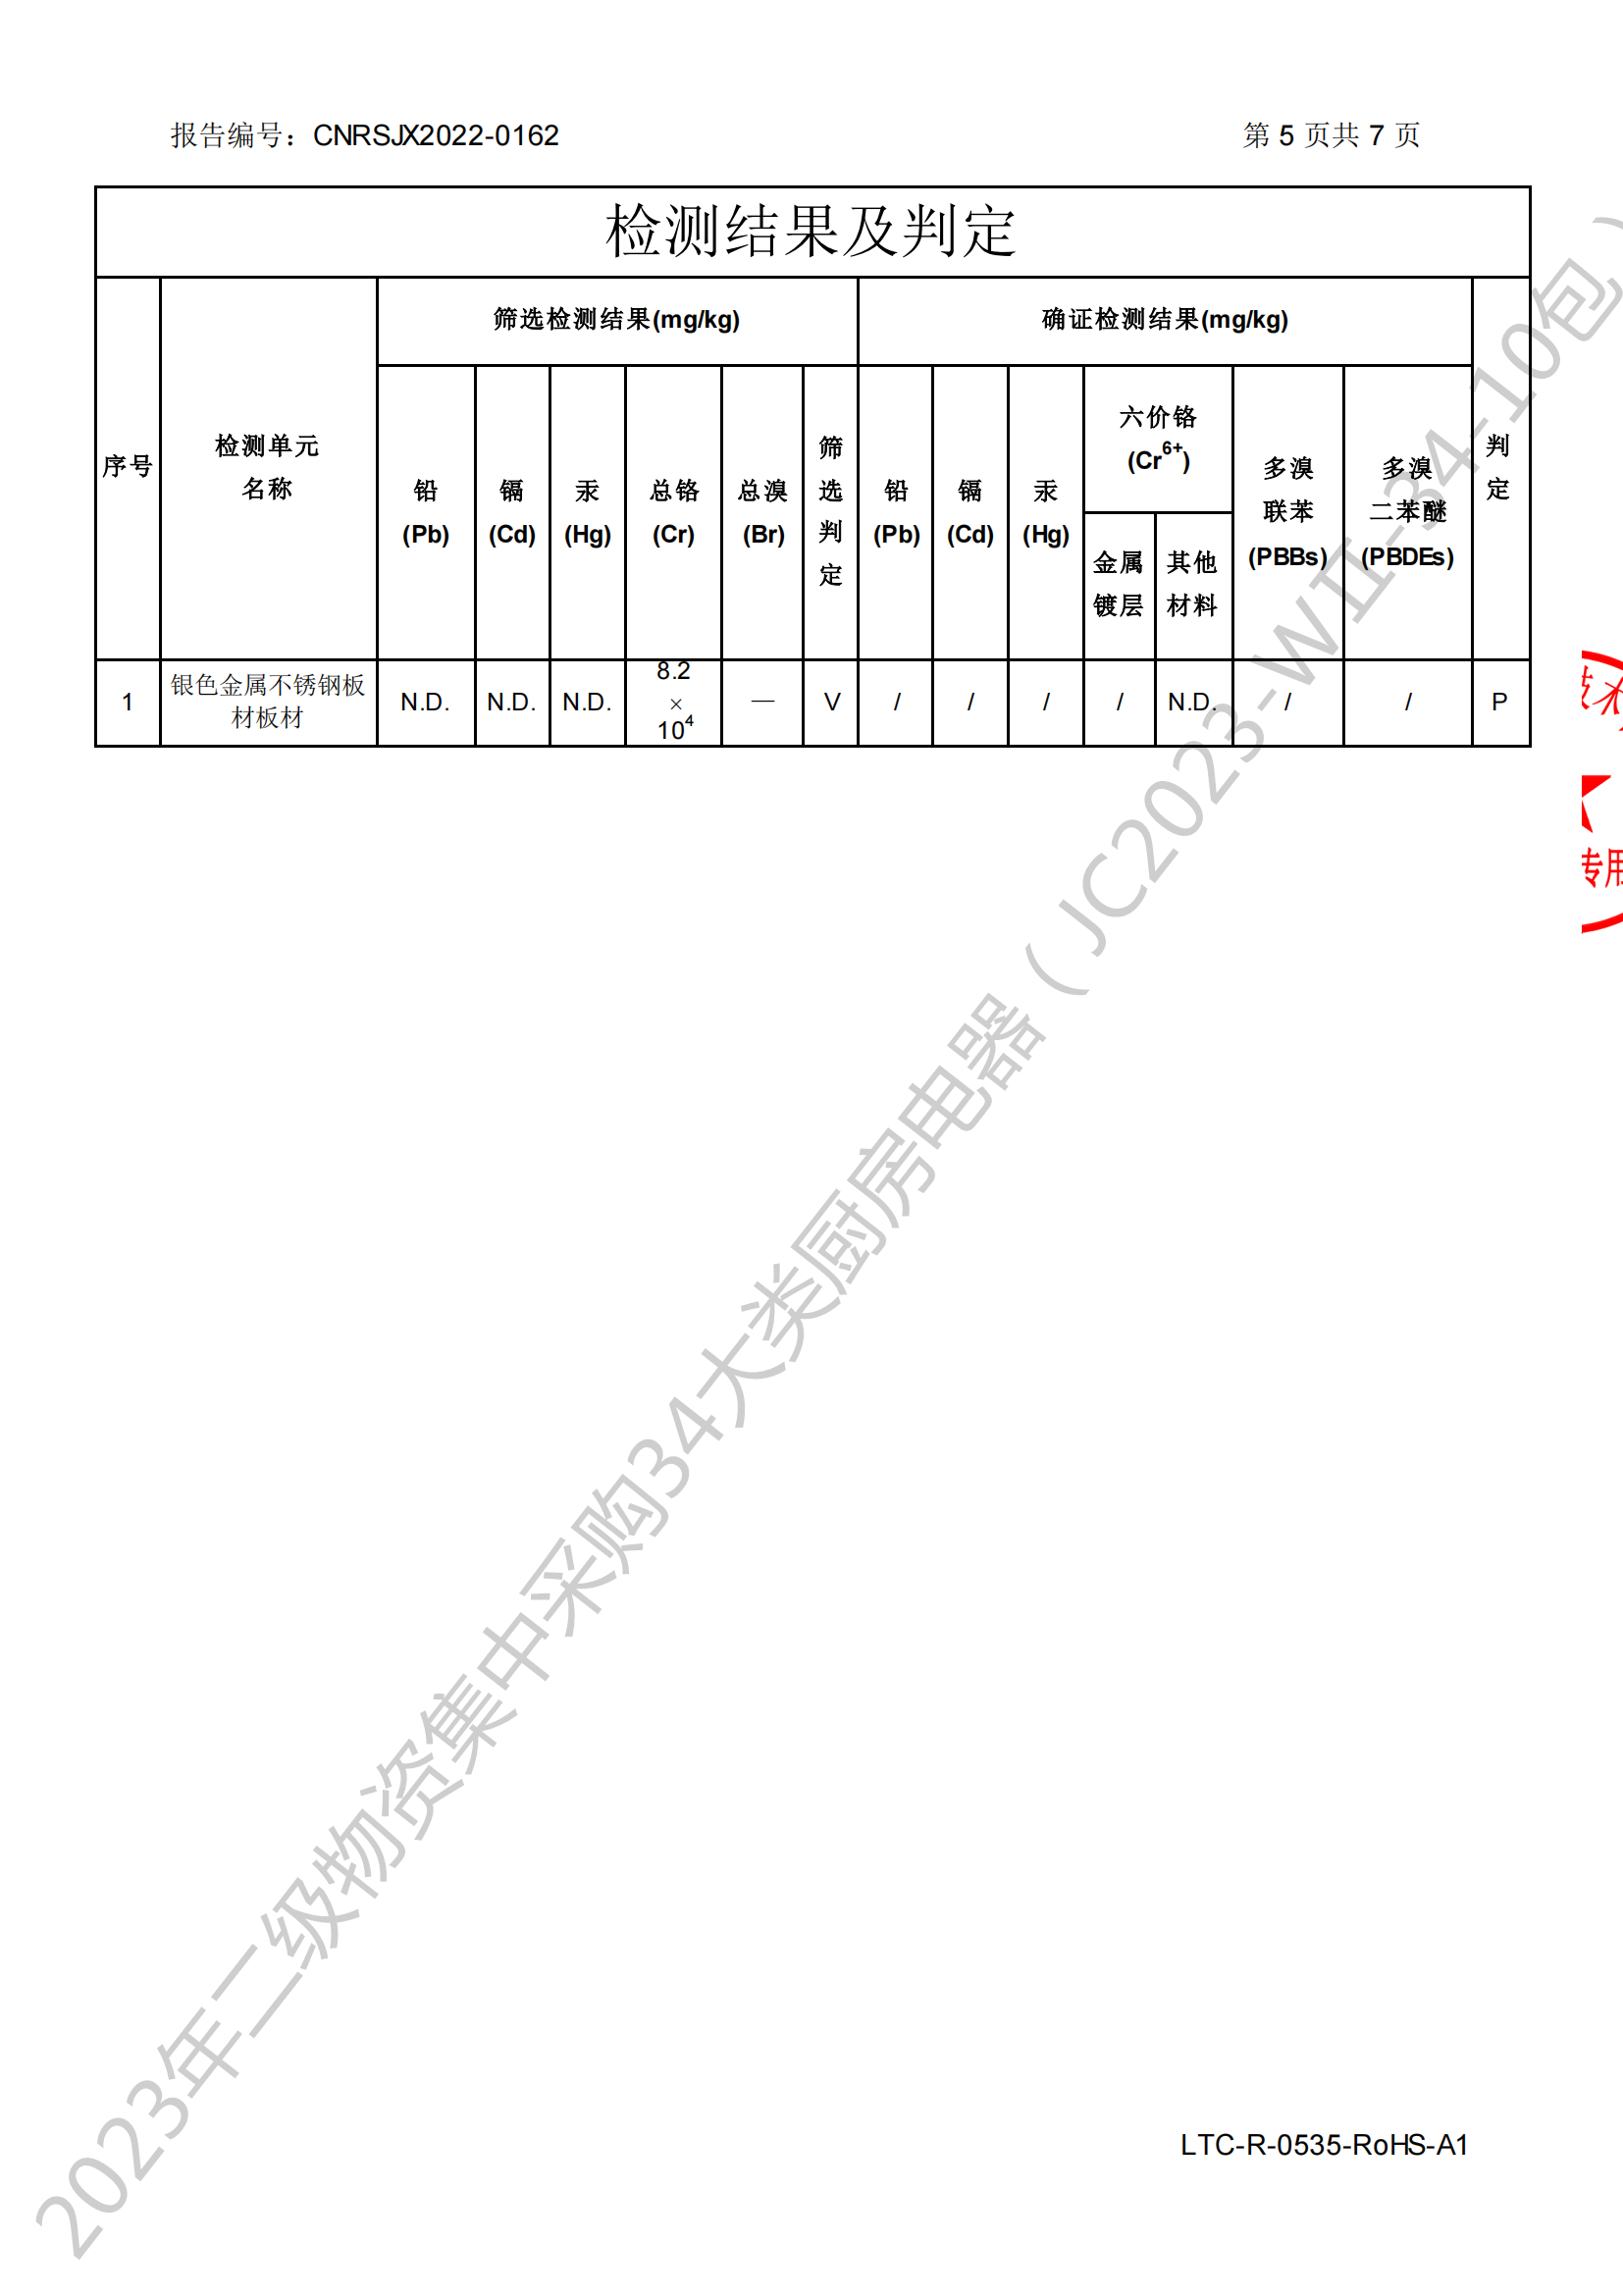 报告编号：CNRSJX2022-0162
第 5 页共 7 页
检测结果及判定
序号
检测单元
名称
筛选检测结果(mg/kg)
确证检测结果(mg/kg)
判
定
铅
(Pb)
镉
(Cd)
汞
(Hg)
总铬
(Cr)
总溴
(Br)
筛
选
判
定
铅
(Pb)
镉
(Cd)
汞
(Hg)
六价铬
(Cr⁶⁺)
金属
镀层
其他
材料
多溴
联苯
(PBBs)
多溴
二苯醚
(PBDEs)
1
银色金属不锈钢板
材板材
N.D.
N.D.
N.D.
8.2
×
10⁴
—
V
/
/
/
/
N.D.
/
/
P
2023年二级物资集中采购34大类厨房电器（JC2023-WⅡ-34-10包）
术
专用
LTC-R-0535-RoHS-A1